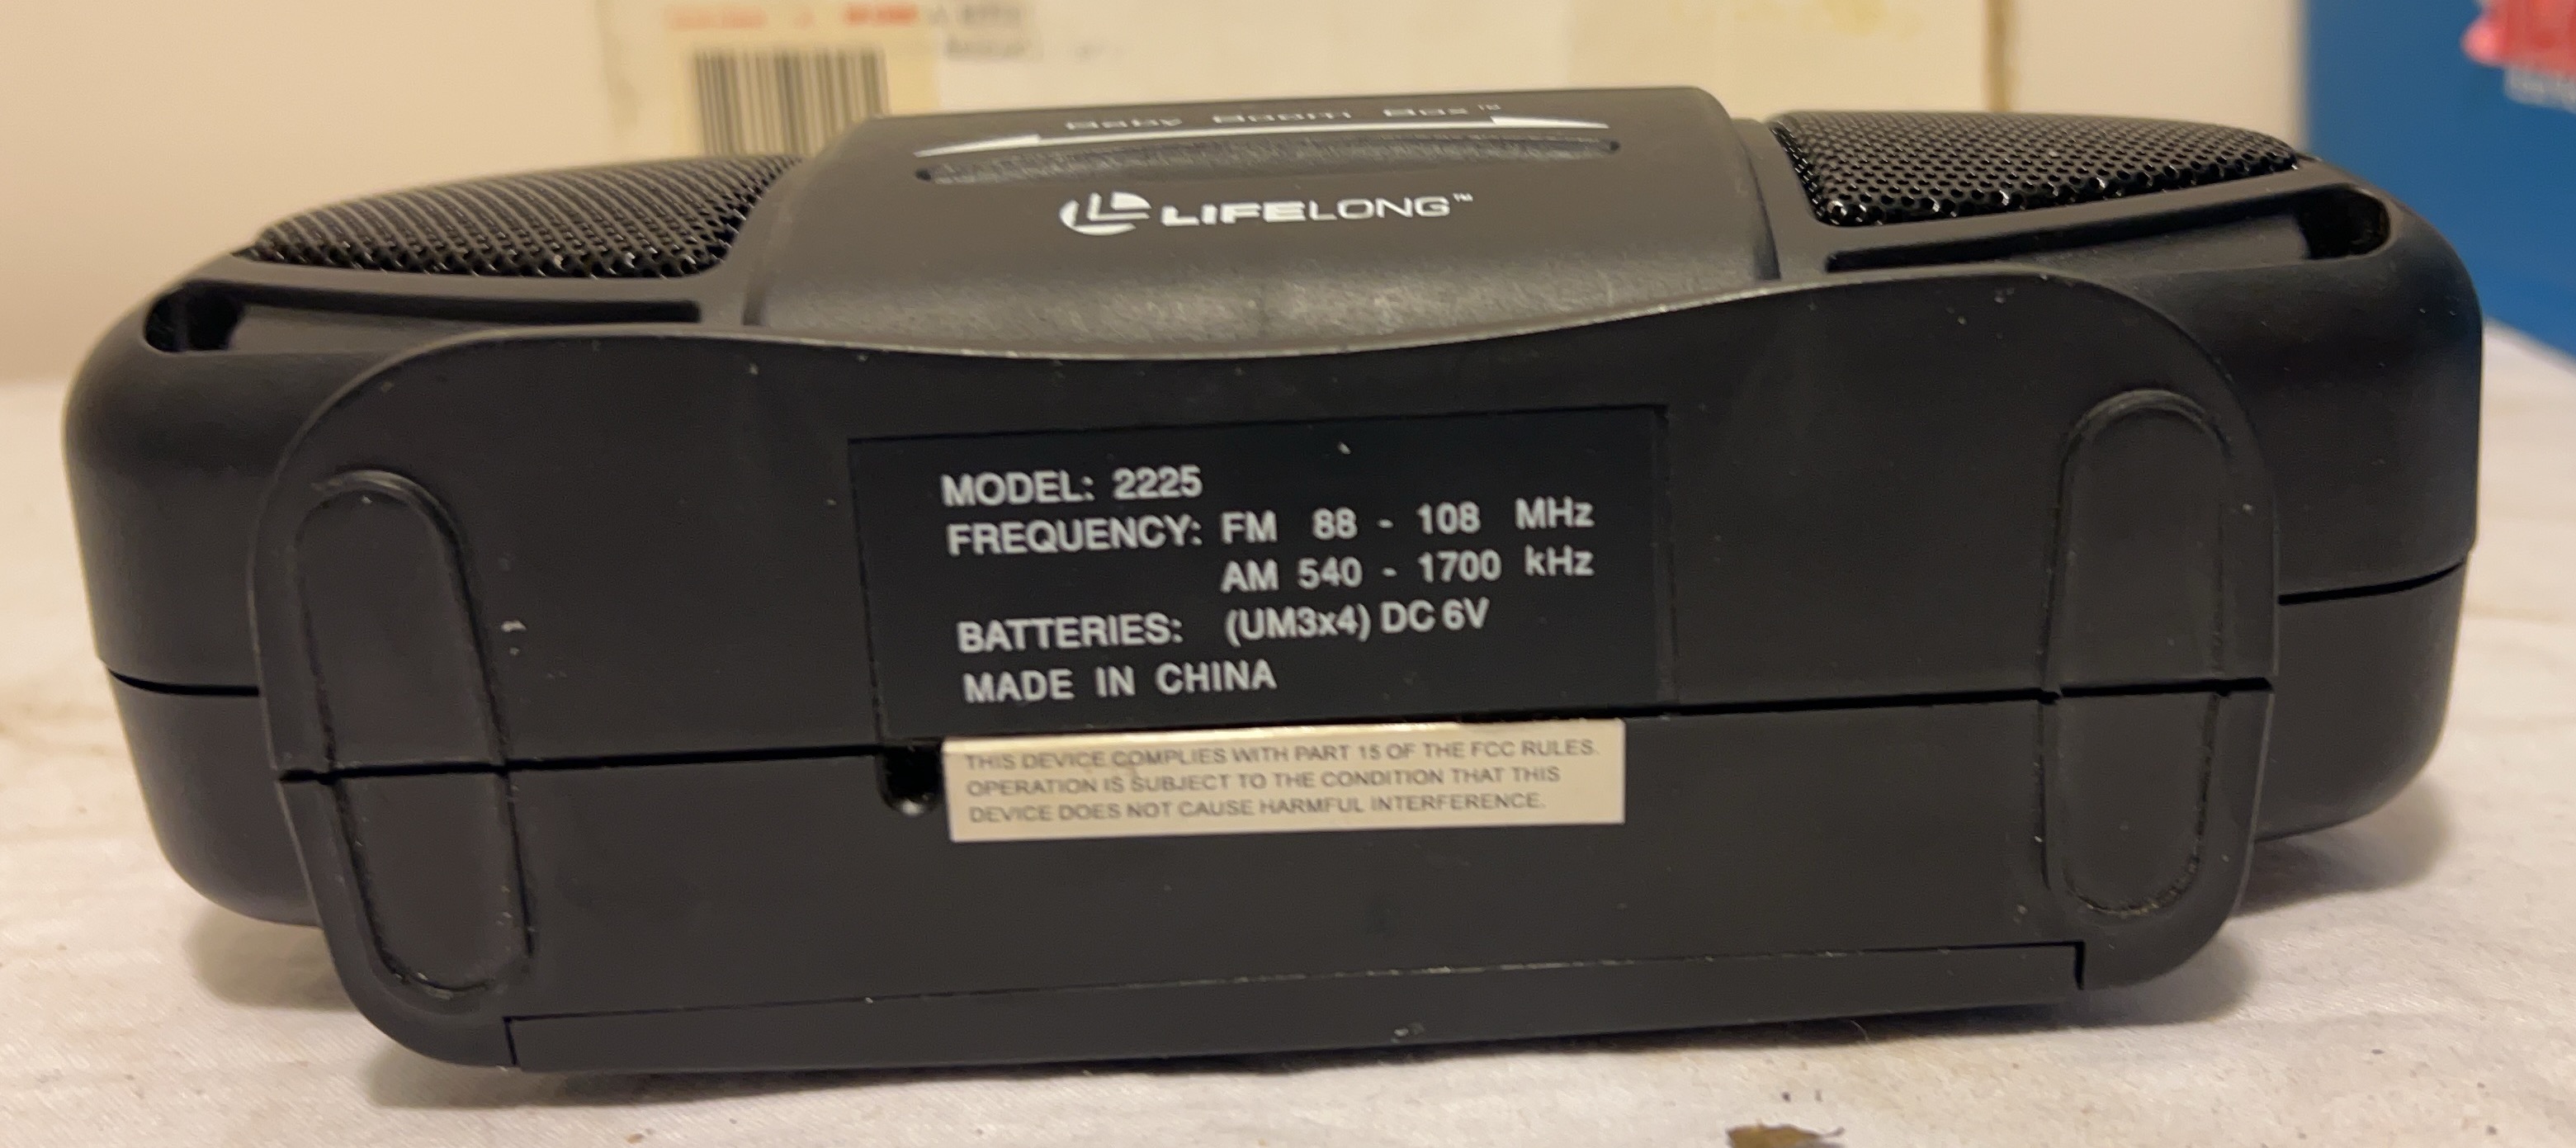 Baby Boom Box™
LIFELONG™
MODEL: 2225
FREQUENCY: FM 88 - 108 MHz
AM 540 - 1700 kHz
BATTERIES: (UM3x4) DC 6V
MADE IN CHINA
THIS DEVICE COMPLIES WITH PART 15 OF THE FCC RULES.
OPERATION IS SUBJECT TO THE CONDITION THAT THIS
DEVICE DOES NOT CAUSE HARMFUL INTERFERENCE.